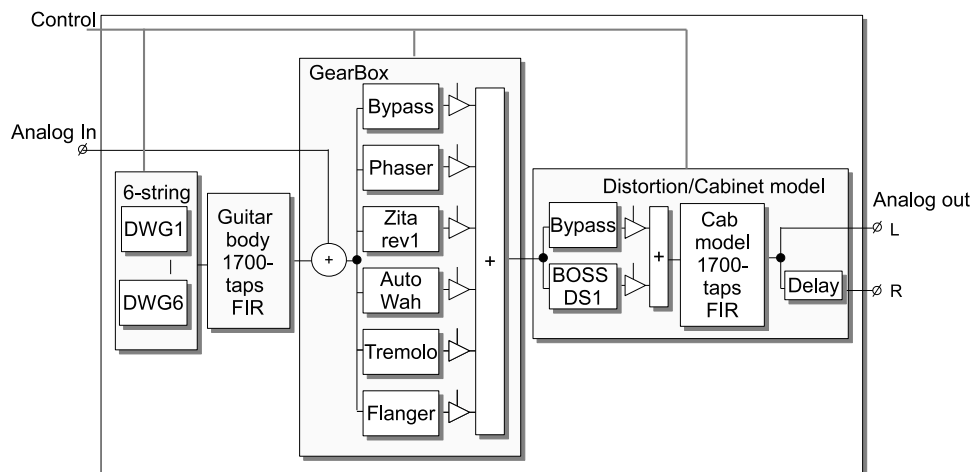 Control
GearBox
Bypass
Analog In
Phaser
6-string
DWG1
DWG6
Guitar
body
1700-
taps
FIR
+
Zita
rev1
Auto
Wah
Tremolo
Flanger
+
Distortion/Cabinet model
Bypass
BOSS
DS1
+
Cab
model
1700-
taps
FIR
Delay
Analog out
L
R